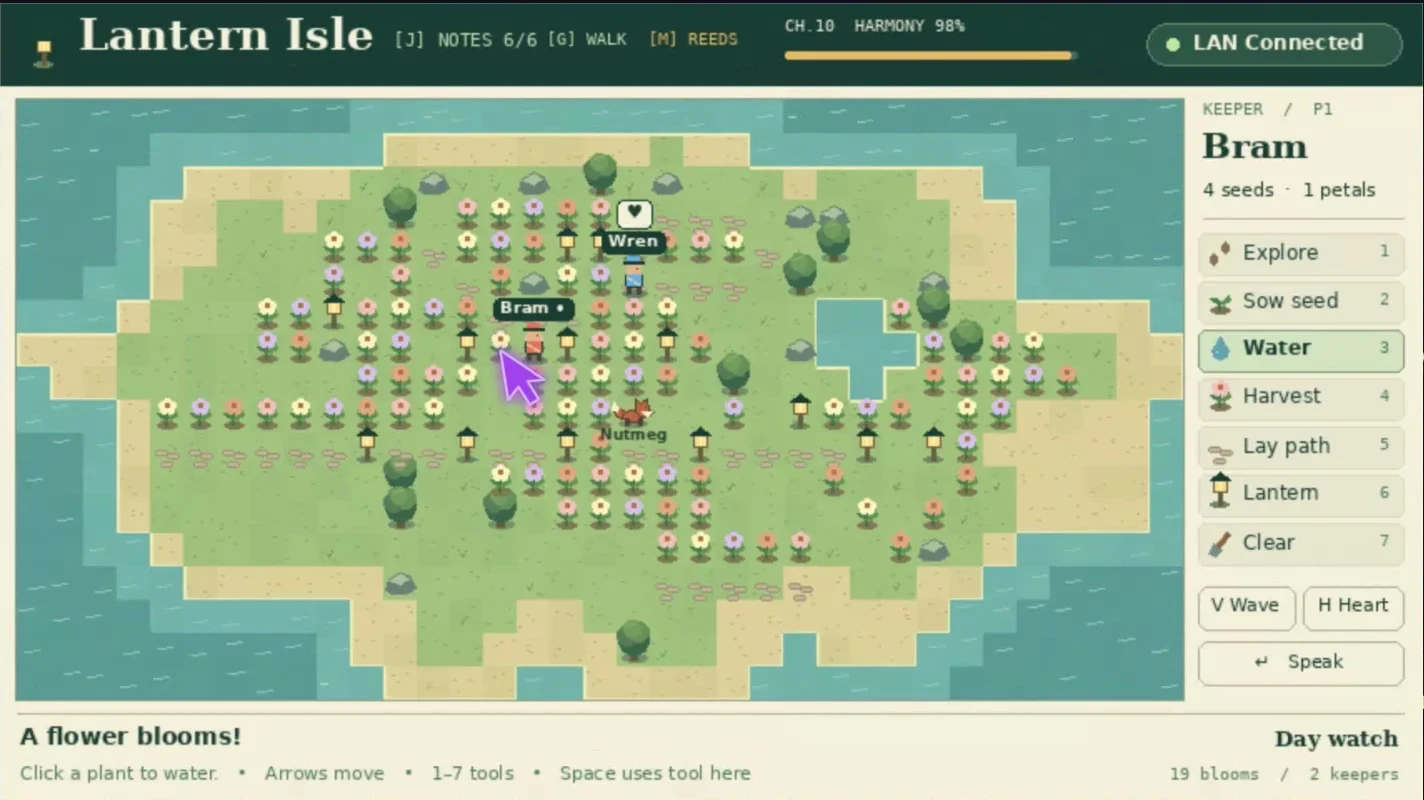 Lantern Isle
[J] NOTES 6/6 [G] WALK [M] REEDS
CH.10 HARMONY 98%
LAN Connected
KEEPER / P1
Bram
4 seeds · 1 petals
Explore 1
Sow seed 2
Water 3
Harvest 4
Lay path 5
Lantern 6
Clear 7
V Wave
H Heart
↵ Speak
Wren
Bram •
Nutmeg
A flower blooms!
Click a plant to water. • Arrows move • 1–7 tools • Space uses tool here
Day watch
19 blooms / 2 keepers